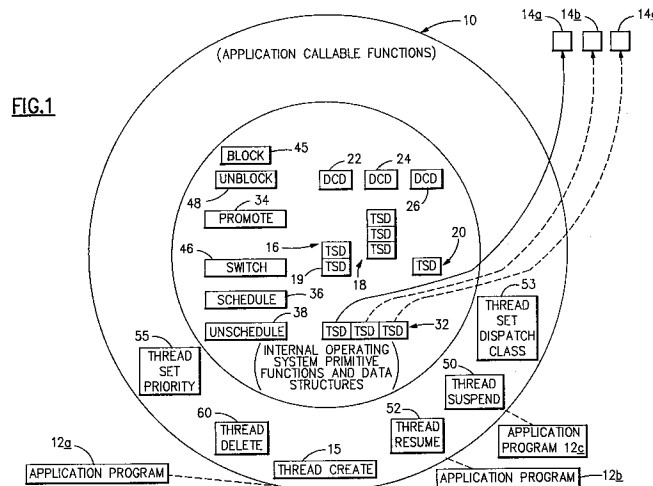 10
14a 14b 14c
(APPLICATION CALLABLE FUNCTIONS)
FIG.1
BLOCK
45
UNBLOCK
48
22
DCD
24
DCD
DCD
26
34
PROMOTE
TSD
TSD
TSD
18
16
TSD
TSD
19
20
TSD
46
SWITCH
SCHEDULE
36
38
UNSCHEDULE
TSD TSD TSD
32
(INTERNAL OPERATING
SYSTEM PRIMITIVE
FUNCTIONS AND DATA
STRUCTURES)
53
THREAD
SET
DISPATCH
CLASS
55
THREAD
SET
PRIORITY
50
THREAD
SUSPEND
60
THREAD
DELETE
52
THREAD
RESUME
APPLICATION
PROGRAM 12c
12a
APPLICATION PROGRAM
15
THREAD CREATE
APPLICATION PROGRAM
12b